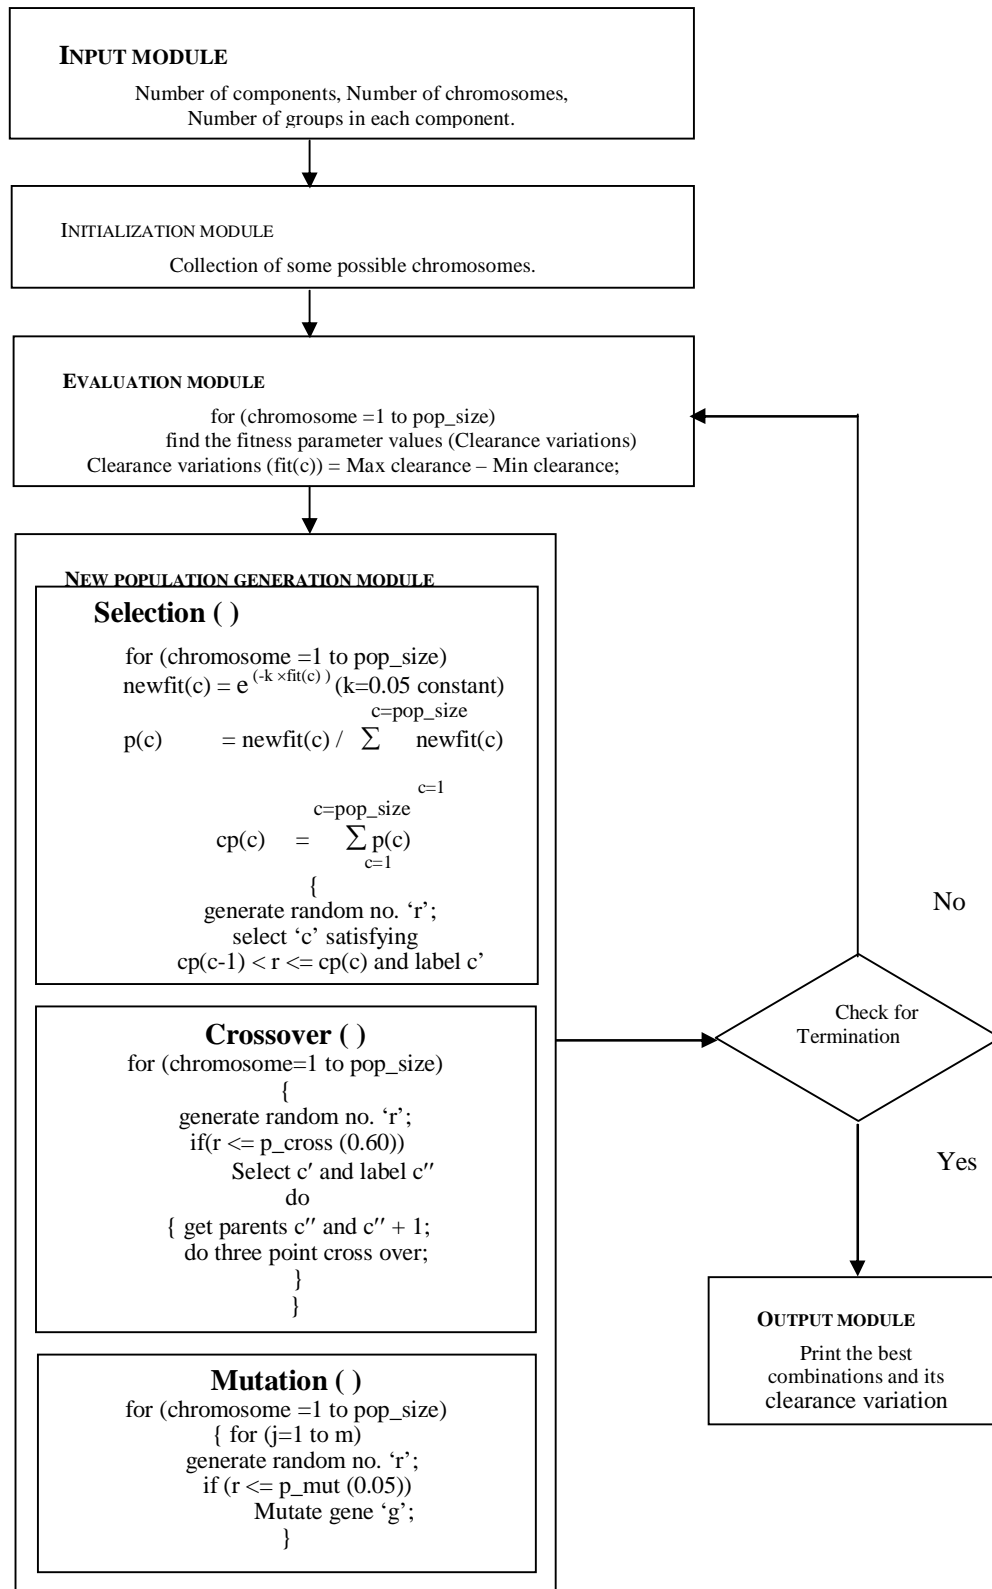 INPUT MODULE
Number of components, Number of chromosomes,
Number of groups in each component.
INITIALIZATION MODULE
Collection of some possible chromosomes.
EVALUATION MODULE
for (chromosome =1 to pop_size)
find the fitness parameter values (Clearance variations)
Clearance variations (fit(c)) = Max clearance – Min clearance;
NEW POPULATION GENERATION MODULE
Selection ( )
for (chromosome =1 to pop_size)
newfit(c) = e (-k ×fit(c) ) (k=0.05 constant)
c=pop_size
p(c) = newfit(c) / ∑ newfit(c)
c=1
c=pop_size
cp(c) = ∑ p(c)
c=1
{
generate random no. ‘r’;
select ‘c’ satisfying
cp(c-1) < r <= cp(c) and label c’
Crossover ( )
for (chromosome=1 to pop_size)
{
generate random no. ‘r’;
if(r <= p_cross (0.60))
Select c′ and label c′′
do
{ get parents c′′ and c′′ + 1;
do three point cross over;
}
}
Mutation ( )
for (chromosome =1 to pop_size)
{ for (j=1 to m)
generate random no. ‘r’;
if (r <= p_mut (0.05))
Mutate gene ‘g’;
}
No
Check for
Termination
Yes
OUTPUT MODULE
Print the best
combinations and its
clearance variation